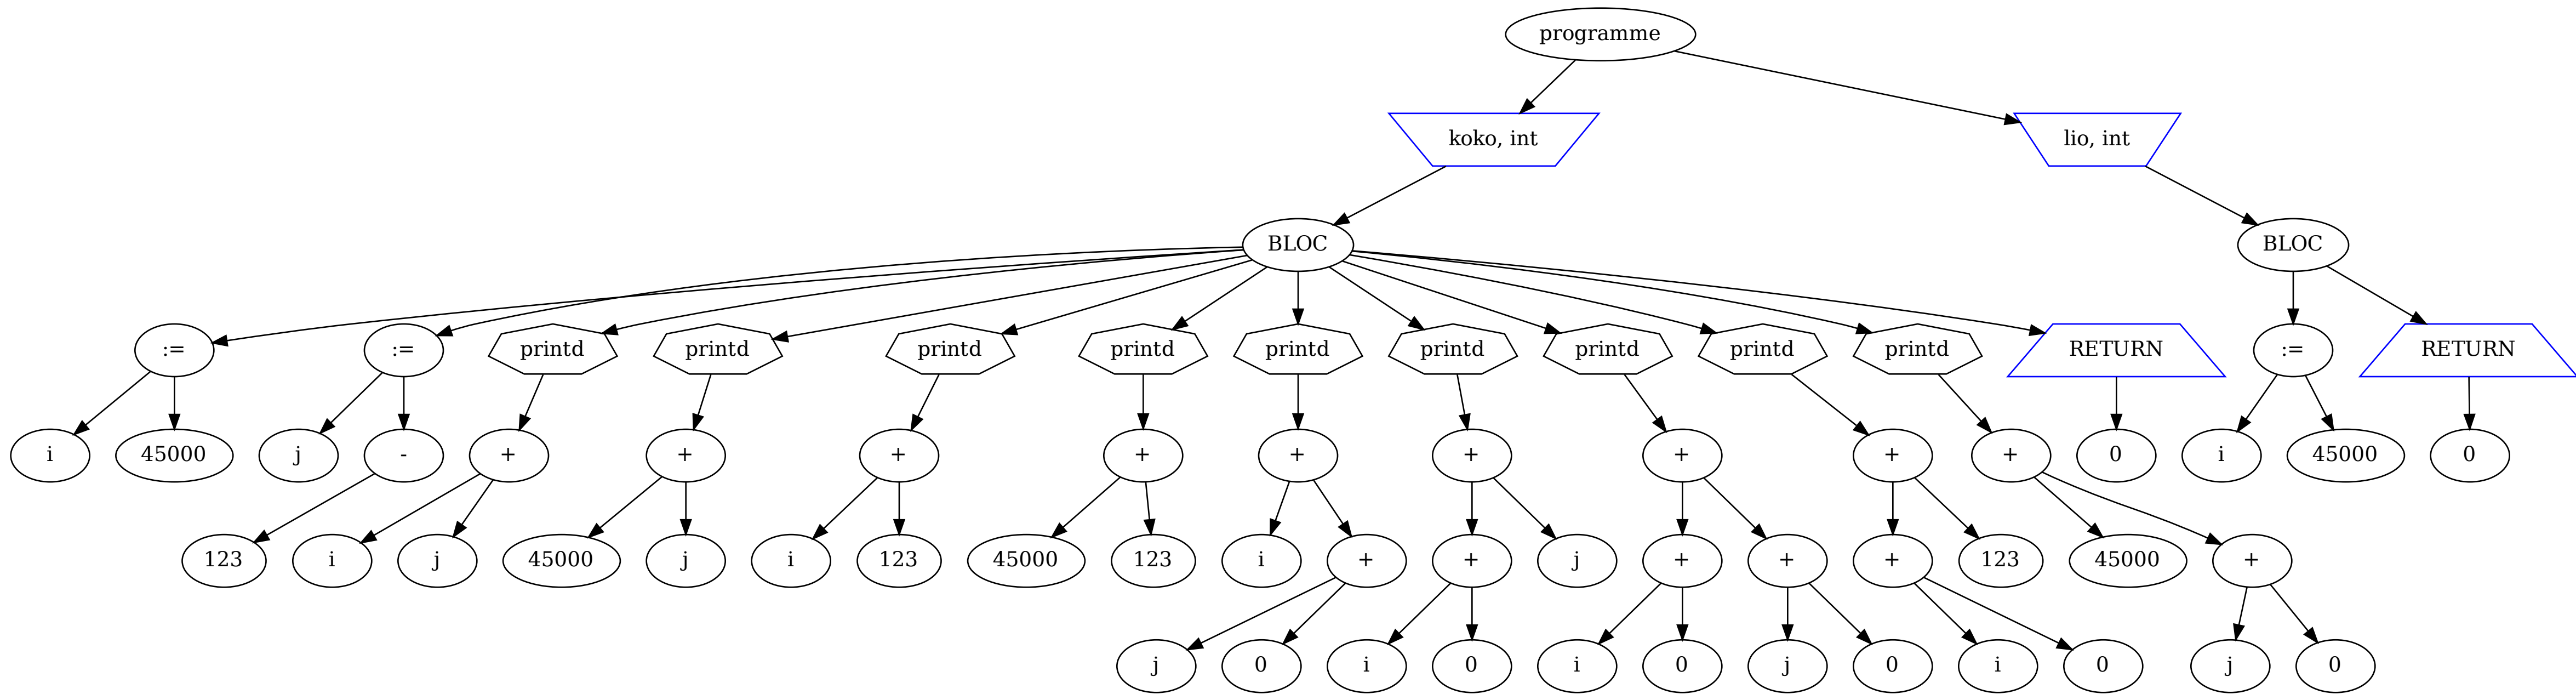 programme
koko, int
lio, int
BLOC
BLOC
:=
:=
printd
printd
printd
printd
printd
printd
printd
printd
printd
RETURN
:=
RETURN
i
45000
j
-
+
+
+
+
+
+
+
+
+
0
i
45000
0
123
i
j
45000
j
i
123
45000
123
i
+
+
j
+
+
+
123
45000
+
j
0
i
0
i
0
j
0
i
0
j
0